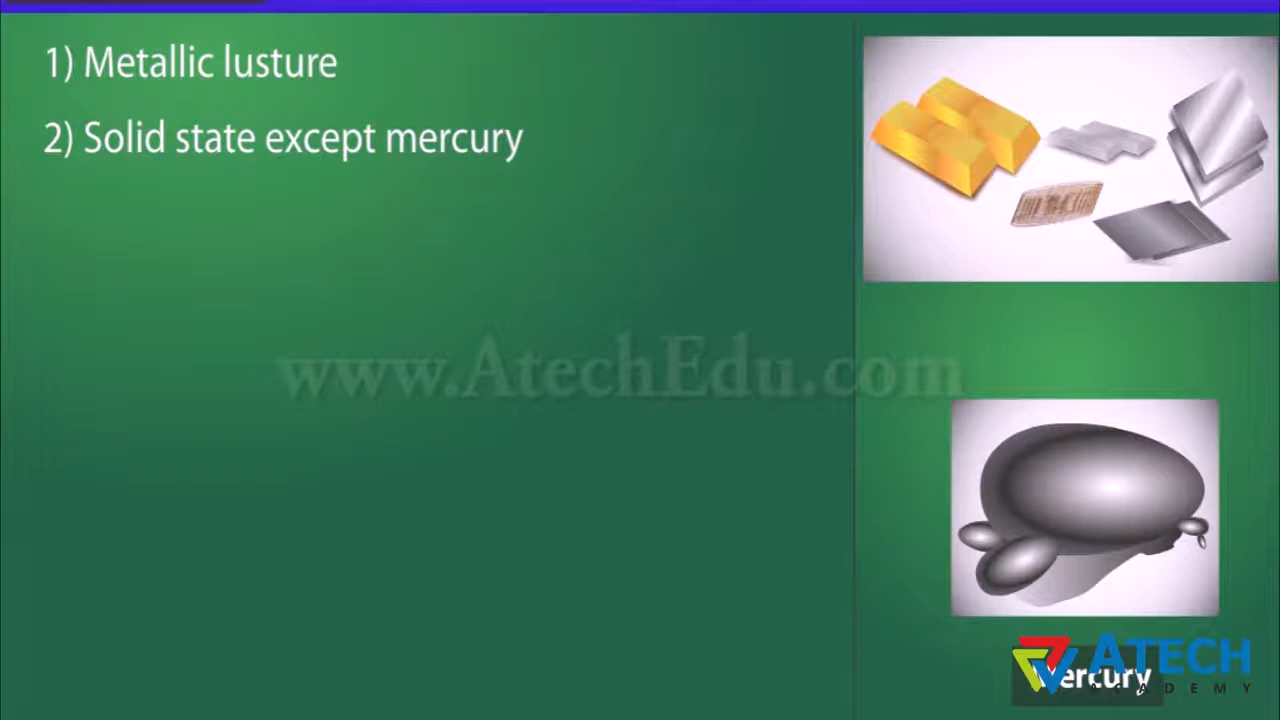 1) Metallic lusture
2) Solid state except mercury
www.AtechEdu.com
ATECH
ACADEMY
Mercury